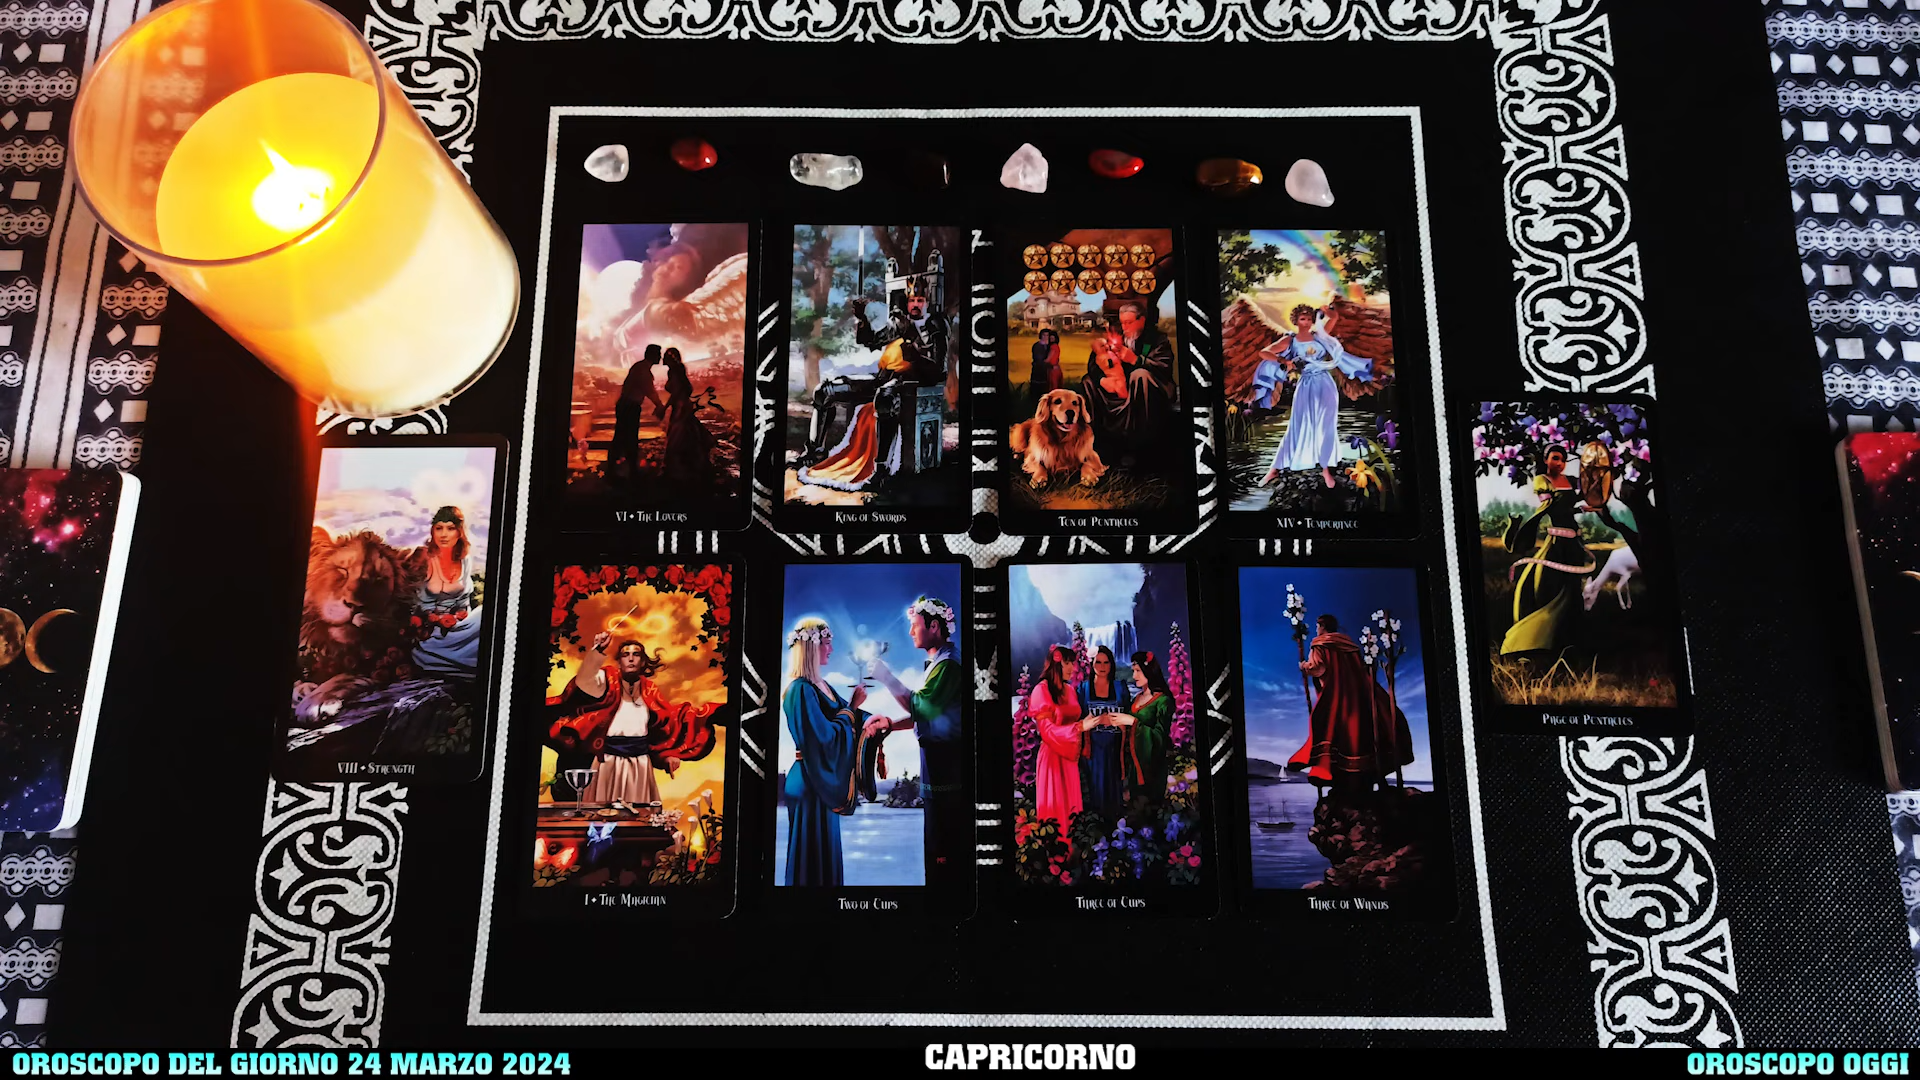 VI ♦ The Lovers
King of Swords
Ten of Pentacles
XIV ♦ Temperance
VIII ♦ Strength
Page of Pentacles
I ♦ The Magician
Two of Cups
Three of Cups
Three of Wands
OROSCOPO DEL GIORNO 24 MARZO 2024
CAPRICORNO
OROSCOPO OGGI